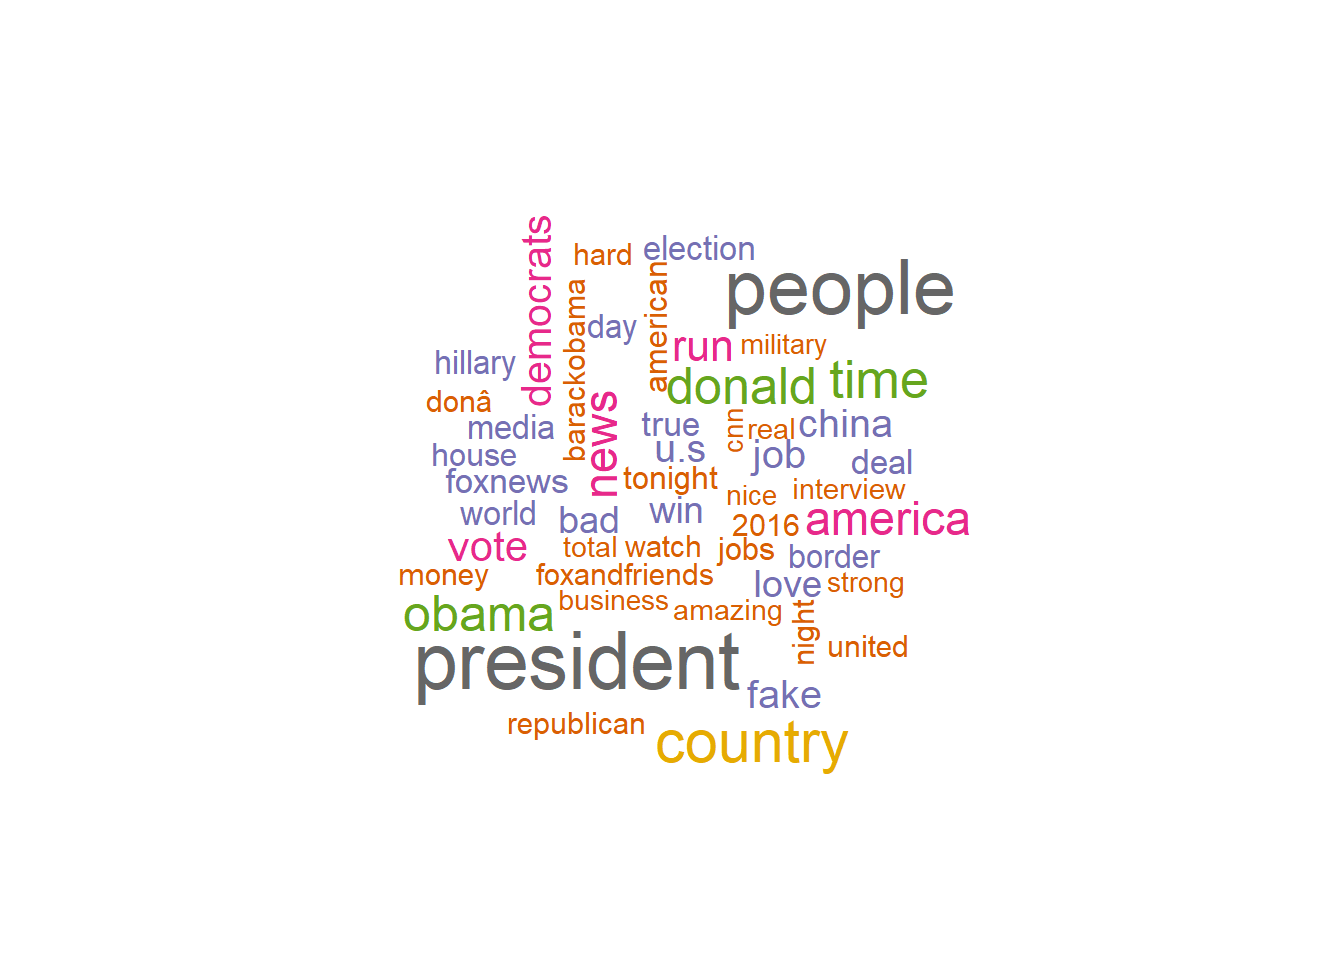 democrats
hard
election
people
barackobama
american
day
run
military
hillary
donald
time
donâ
media
true
cnn
real
china
news
house
u.s
job
deal
foxnews
tonight
nice
interview
world
bad
win
2016
america
vote
total
watch
jobs
border
money
foxandfriends
love
strong
obama
business
amazing
night
united
president
fake
republican
country